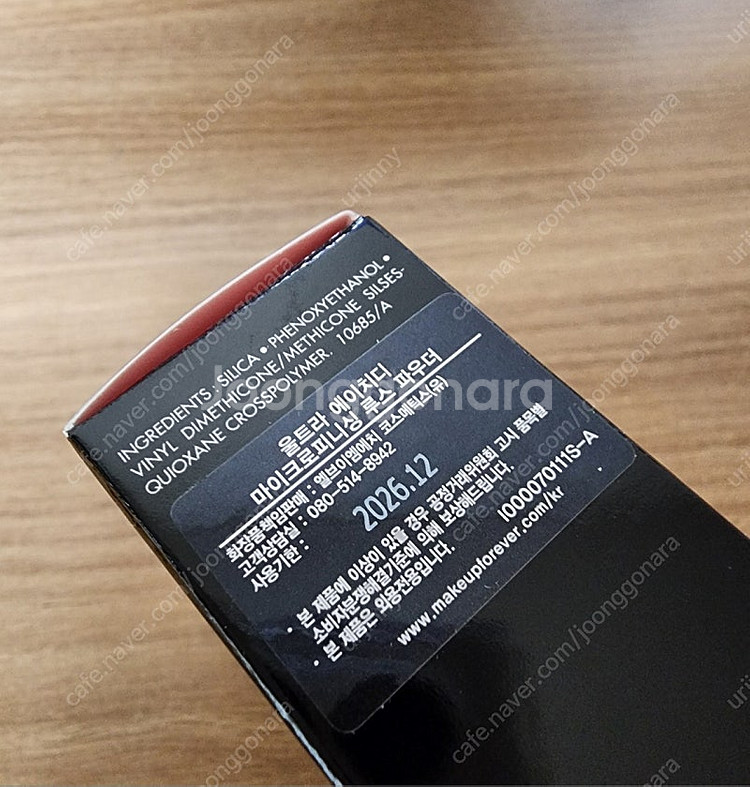 INGREDIENTS: SILICA • PHENOXYETHANOL •
VINYL DIMETHICONE/METHICONE SILSES-
QUIOXANE CROSSPOLYMER. 10685/A
울트라 에이치디
마이크로피니싱 루스 파우더
화장품책임판매 : 엘브이엠에이치 코스메틱스(유)
고객상담실 : 080-514-8942
사용기한 : 2026.12
• 본 제품에 이상이 있을 경우 공정거래위원회 고시 품목별
소비자분쟁해결기준에 의해 보상해드립니다.
• 본 제품은 외용전용입니다. I000070111S-A
www.makeupforever.com/kr
Joonggonara
cafe.naver.com/joonggonara
urijinny